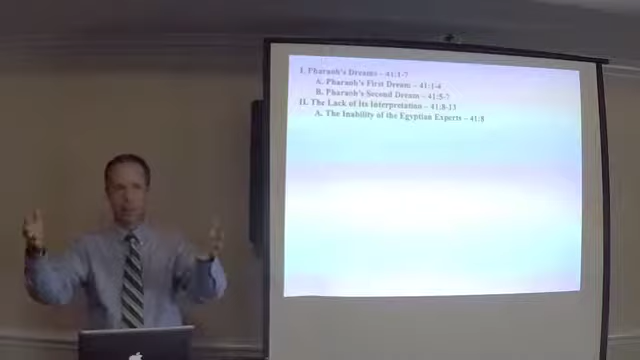 I. Pharaoh's Dreams – 41:1-7
A. Pharaoh's First Dream – 41:1-4
B. Pharaoh's Second Dream – 41:5-7
II. The Lack of Its Interpretation – 41:8-13
A. The Inability of the Egyptian Experts – 41:8